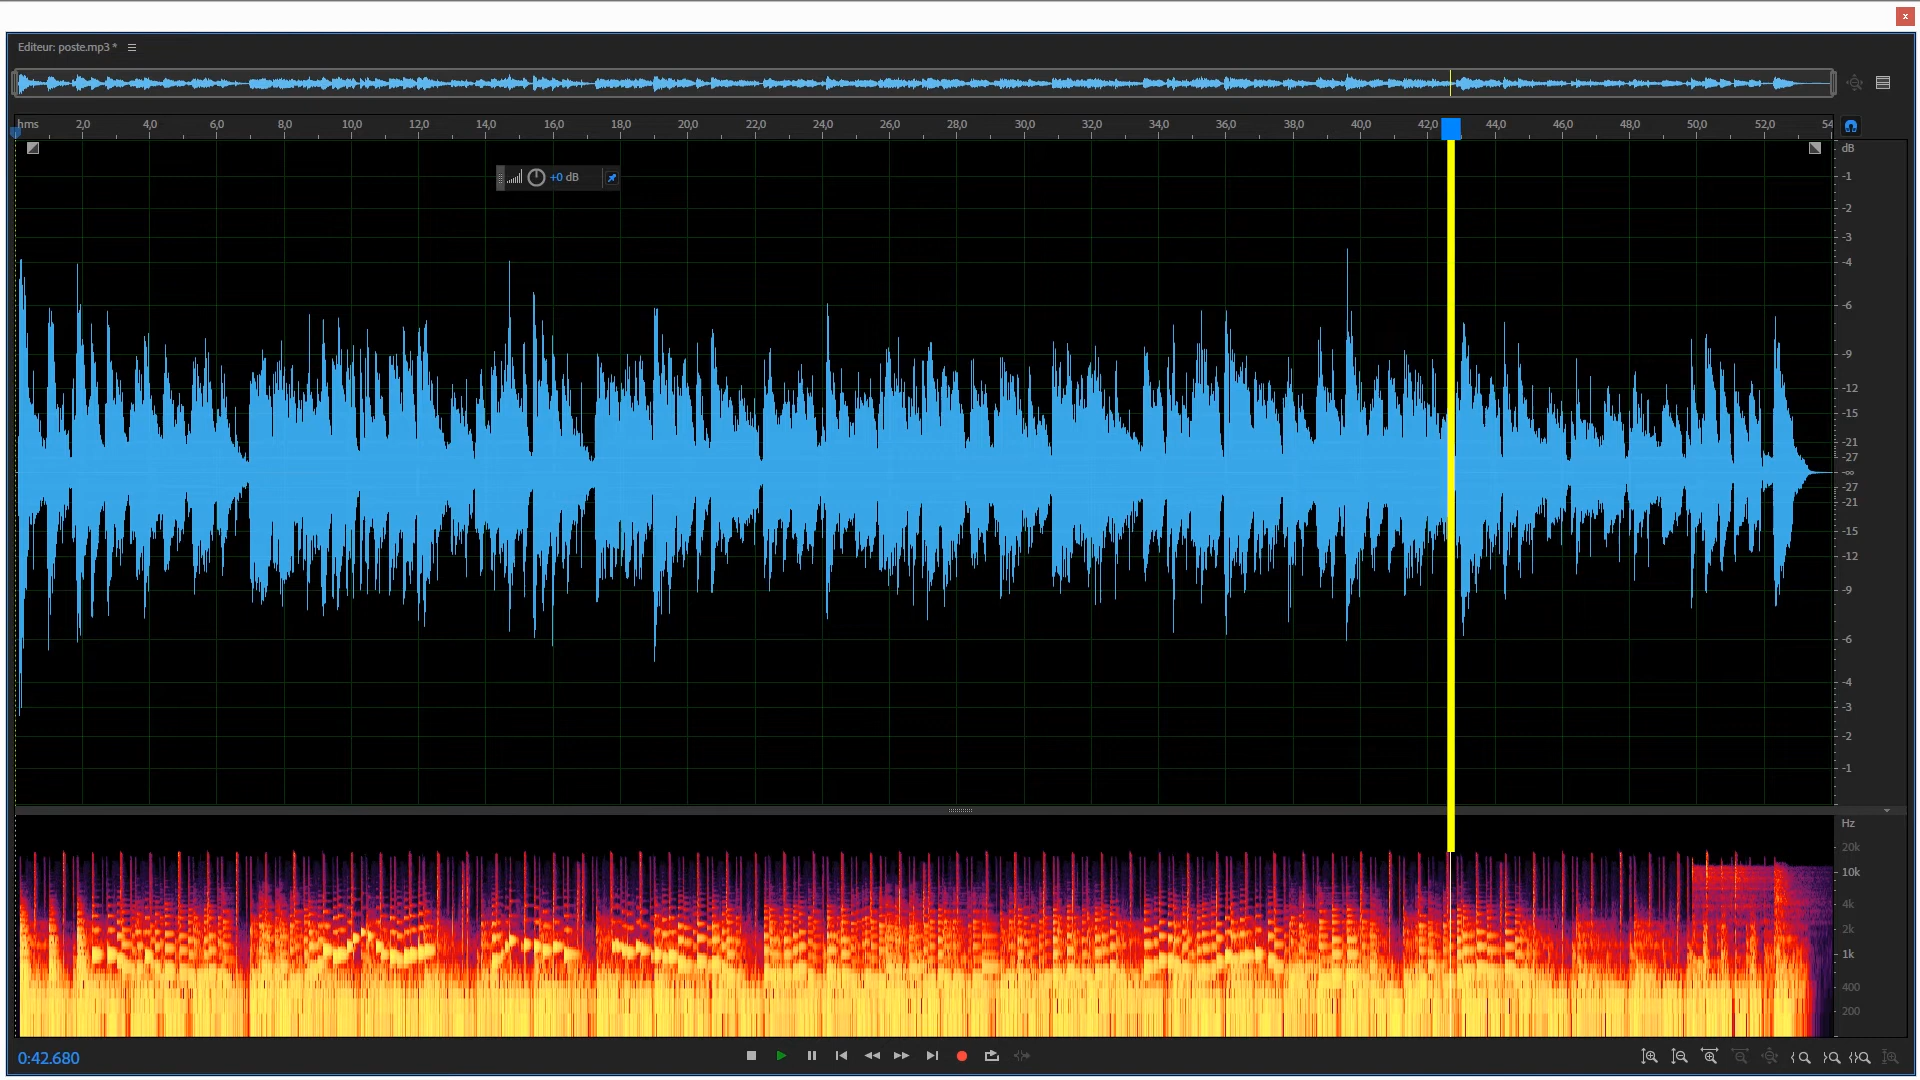 Editeur: poste.mp3 *
hms 2,0 4,0 6,0 8,0 10,0 12,0 14,0 16,0 18,0 20,0 22,0 24,0 26,0 28,0 30,0 32,0 34,0 36,0 38,0 40,0 42,0 44,0 46,0 48,0 50,0 52,0 54
dB
+0 dB
-1
-2
-3
-4
-6
-9
-12
-15
-21
-27
-∞
-27
-21
-15
-12
-9
-6
-4
-3
-2
-1
Hz
20k
10k
4k
2k
1k
400
200
0:42.680